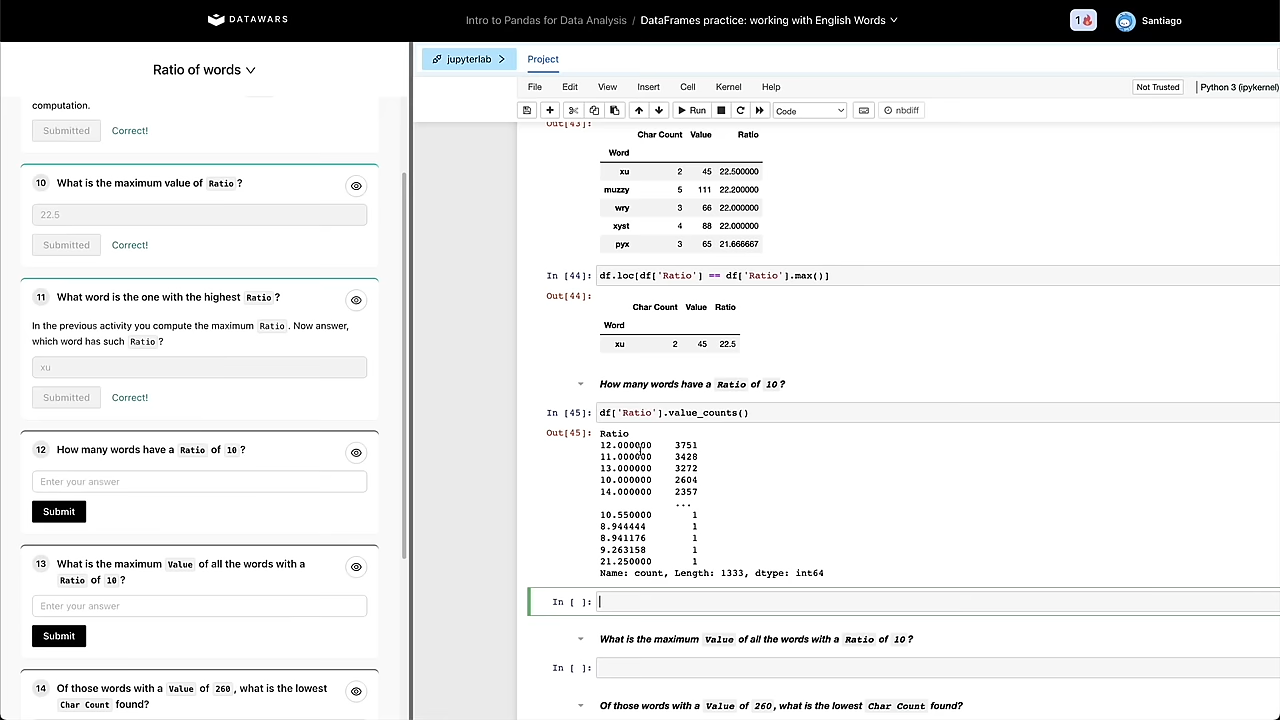 DATAWARS
Intro to Pandas for Data Analysis / DataFrames practice: working with English Words
1
Santiago
Ratio of words
computation.
Submitted Correct!
10 What is the maximum value of Ratio ?
22.5
Submitted Correct!
11 What word is the one with the highest Ratio ?
In the previous activity you compute the maximum Ratio . Now answer,
which word has such Ratio ?
xu
Submitted Correct!
12 How many words have a Ratio of 10 ?
Enter your answer
Submit
13 What is the maximum Value of all the words with a
Ratio of 10 ?
Enter your answer
Submit
14 Of those words with a Value of 260 , what is the lowest
Char Count found?
jupyterlab
Project
File Edit View Insert Cell Kernel Help
Not Trusted
Python 3 (ipykernel)
Run
Code
nbdiff
Out[43]:
Char Count Value Ratio
Word
xu 2 45 22.500000
muzzy 5 111 22.200000
wry 3 66 22.000000
xyst 4 88 22.000000
pyx 3 65 21.666667
In [44]: df.loc[df['Ratio'] == df['Ratio'].max()]
Out[44]:
Char Count Value Ratio
Word
xu 2 45 22.5
How many words have a Ratio of 10 ?
In [45]: df['Ratio'].value_counts()
Out[45]: Ratio
12.000000 3751
11.000000 3428
13.000000 3272
10.000000 2604
14.000000 2357
...
10.550000 1
8.944444 1
8.941176 1
9.263158 1
21.250000 1
Name: count, Length: 1333, dtype: int64
In [ ]:
What is the maximum Value of all the words with a Ratio of 10 ?
In [ ]:
Of those words with a Value of 260 , what is the lowest Char Count found?